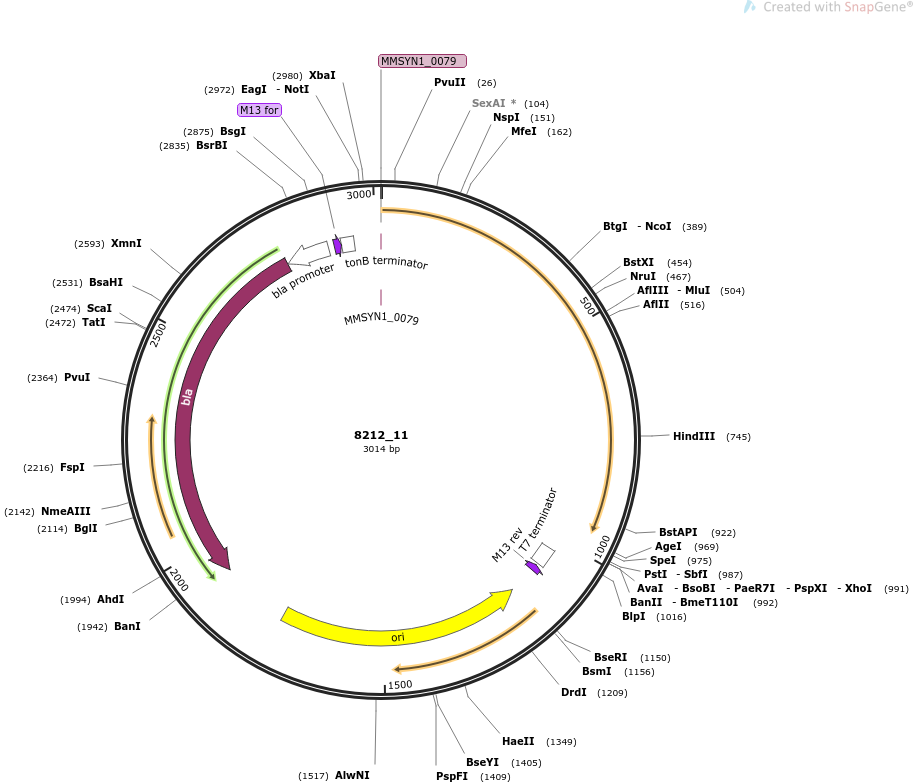 Created with SnapGene®
MMSYN1_0079
(2980) XbaI
PvuII (26)
(2972) EagI - NotI
SexAI * (104)
M13 for
NspI (151)
(2875) BsgI
MfeI (162)
(2835) BsrBI
3000
BtgI - NcoI (389)
(2593) XmnI
tonB terminator
bla promoter
BstXI (454)
NruI (467)
(2531) BsaHI
AflIII - MluI (504)
AflII (516)
500
(2474) ScaI
(2472) TatI
MMSYN1_0079
2500
(2364) PvuI
bla
8212_11
3014 bp
HindIII (745)
(2216) FspI
(2142) NmeAIII
(2114) BglI
T7 terminator
M13 rev
BstAPI (922)
AgeI (969)
1000
SpeI (975)
PstI - SbfI (987)
AvaI - BsoBI - PaeR7I - PspXI - XhoI (991)
2000
(1994) AhdI
BanII - BmeT110I (992)
BlpI (1016)
(1942) BanI
ori
BseRI (1150)
BsmI (1156)
1500
DrdI (1209)
HaeII (1349)
BseYI (1405)
(1517) AlwNI
PspFI (1409)